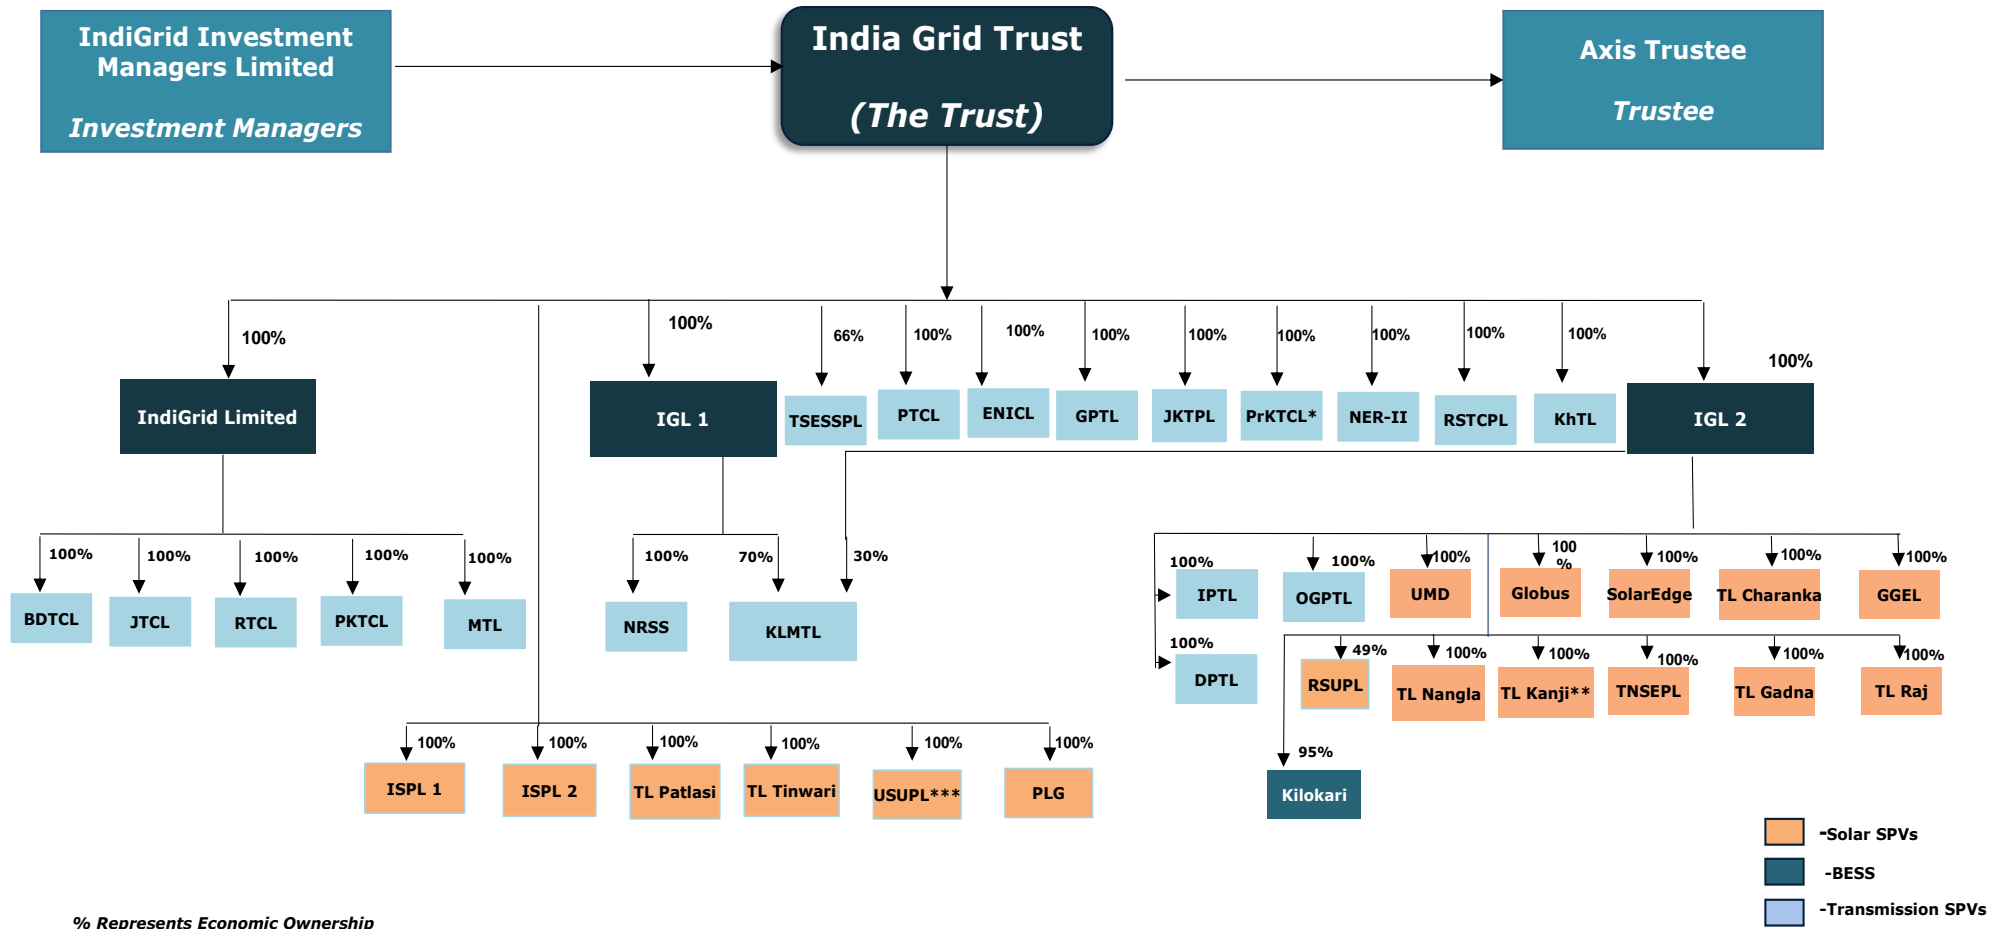 IndiGrid Investment
Managers Limited
Investment Managers
India Grid Trust
(The Trust)
Axis Trustee
Trustee
100%
100%
66%
100%
100%
100%
100%
100%
100%
100%
100%
100%
IndiGrid Limited
IGL 1
TSESSPL
PTCL
ENICL
GPTL
JKTPL
PrKTCL*
NER-II
RSTCPL
KhTL
IGL 2
100%
100%
100%
100%
100%
BDTCL
JTCL
RTCL
PKTCL
MTL
100%
70%
30%
NRSS
KLMTL
100%
100%
100%
100
%
100%
100%
100%
IPTL
OGPTL
UMD
Globus
SolarEdge
TL Charanka
GGEL
100%
49%
100%
100%
100%
100%
100%
DPTL
RSUPL
TL Nangla
TL Kanji**
TNSEPL
TL Gadna
TL Raj
100%
100%
100%
100%
100%
100%
95%
ISPL 1
ISPL 2
TL Patlasi
TL Tinwari
USUPL***
PLG
Kilokari
-Solar SPVs
-BESS
-Transmission SPVs
% Represents Economic Ownership